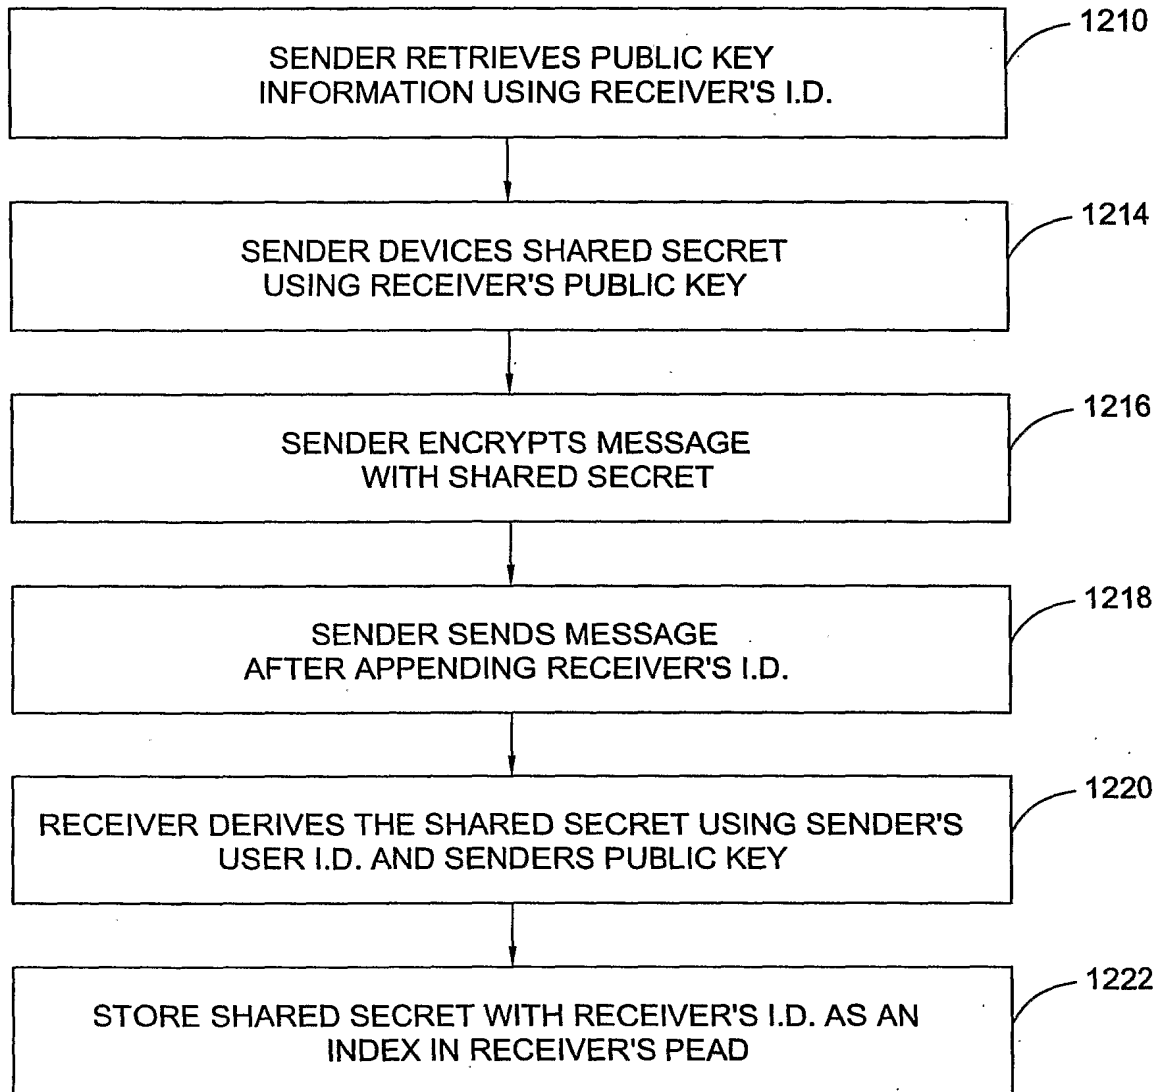 1210
SENDER RETRIEVES PUBLIC KEY
INFORMATION USING RECEIVER'S I.D.
1214
SENDER DEVICES SHARED SECRET
USING RECEIVER'S PUBLIC KEY
1216
SENDER ENCRYPTS MESSAGE
WITH SHARED SECRET
1218
SENDER SENDS MESSAGE
AFTER APPENDING RECEIVER'S I.D.
1220
RECEIVER DERIVES THE SHARED SECRET USING SENDER'S
USER I.D. AND SENDERS PUBLIC KEY
1222
STORE SHARED SECRET WITH RECEIVER'S I.D. AS AN
INDEX IN RECEIVER'S PEAD